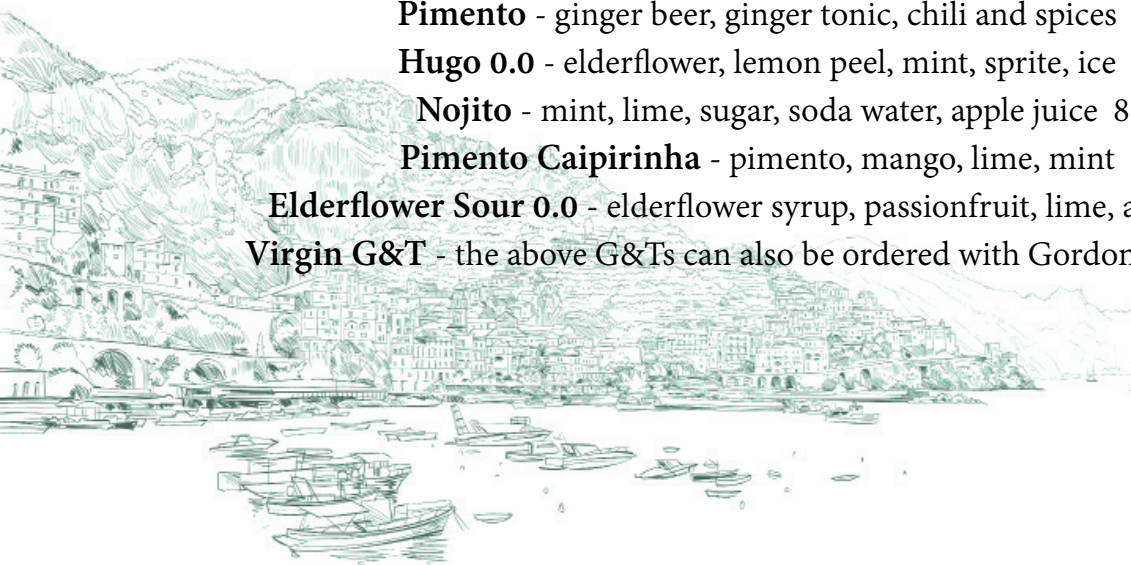 Pimento - ginger beer, ginger tonic, chili and spices
Hugo 0.0 - elderflower, lemon peel, mint, sprite, ice
Nojito - mint, lime, sugar, soda water, apple juice 8
Pimento Caipirinha - pimento, mango, lime, mint
Elderflower Sour 0.0 - elderflower syrup, passionfruit, lime,
Virgin G&T - the above G&Ts can also be ordered with Gordon